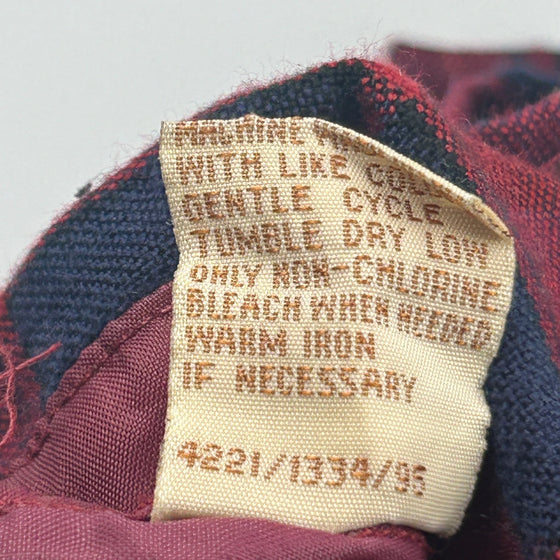 MACHINE
WITH LIKE
GENTLE CYCLE
TUMBLE DRY LOW
ONLY NON-CHLORINE
BLEACH WHEN NEEDED
WARM IRON
IF NECESSARY
4221/1334/95